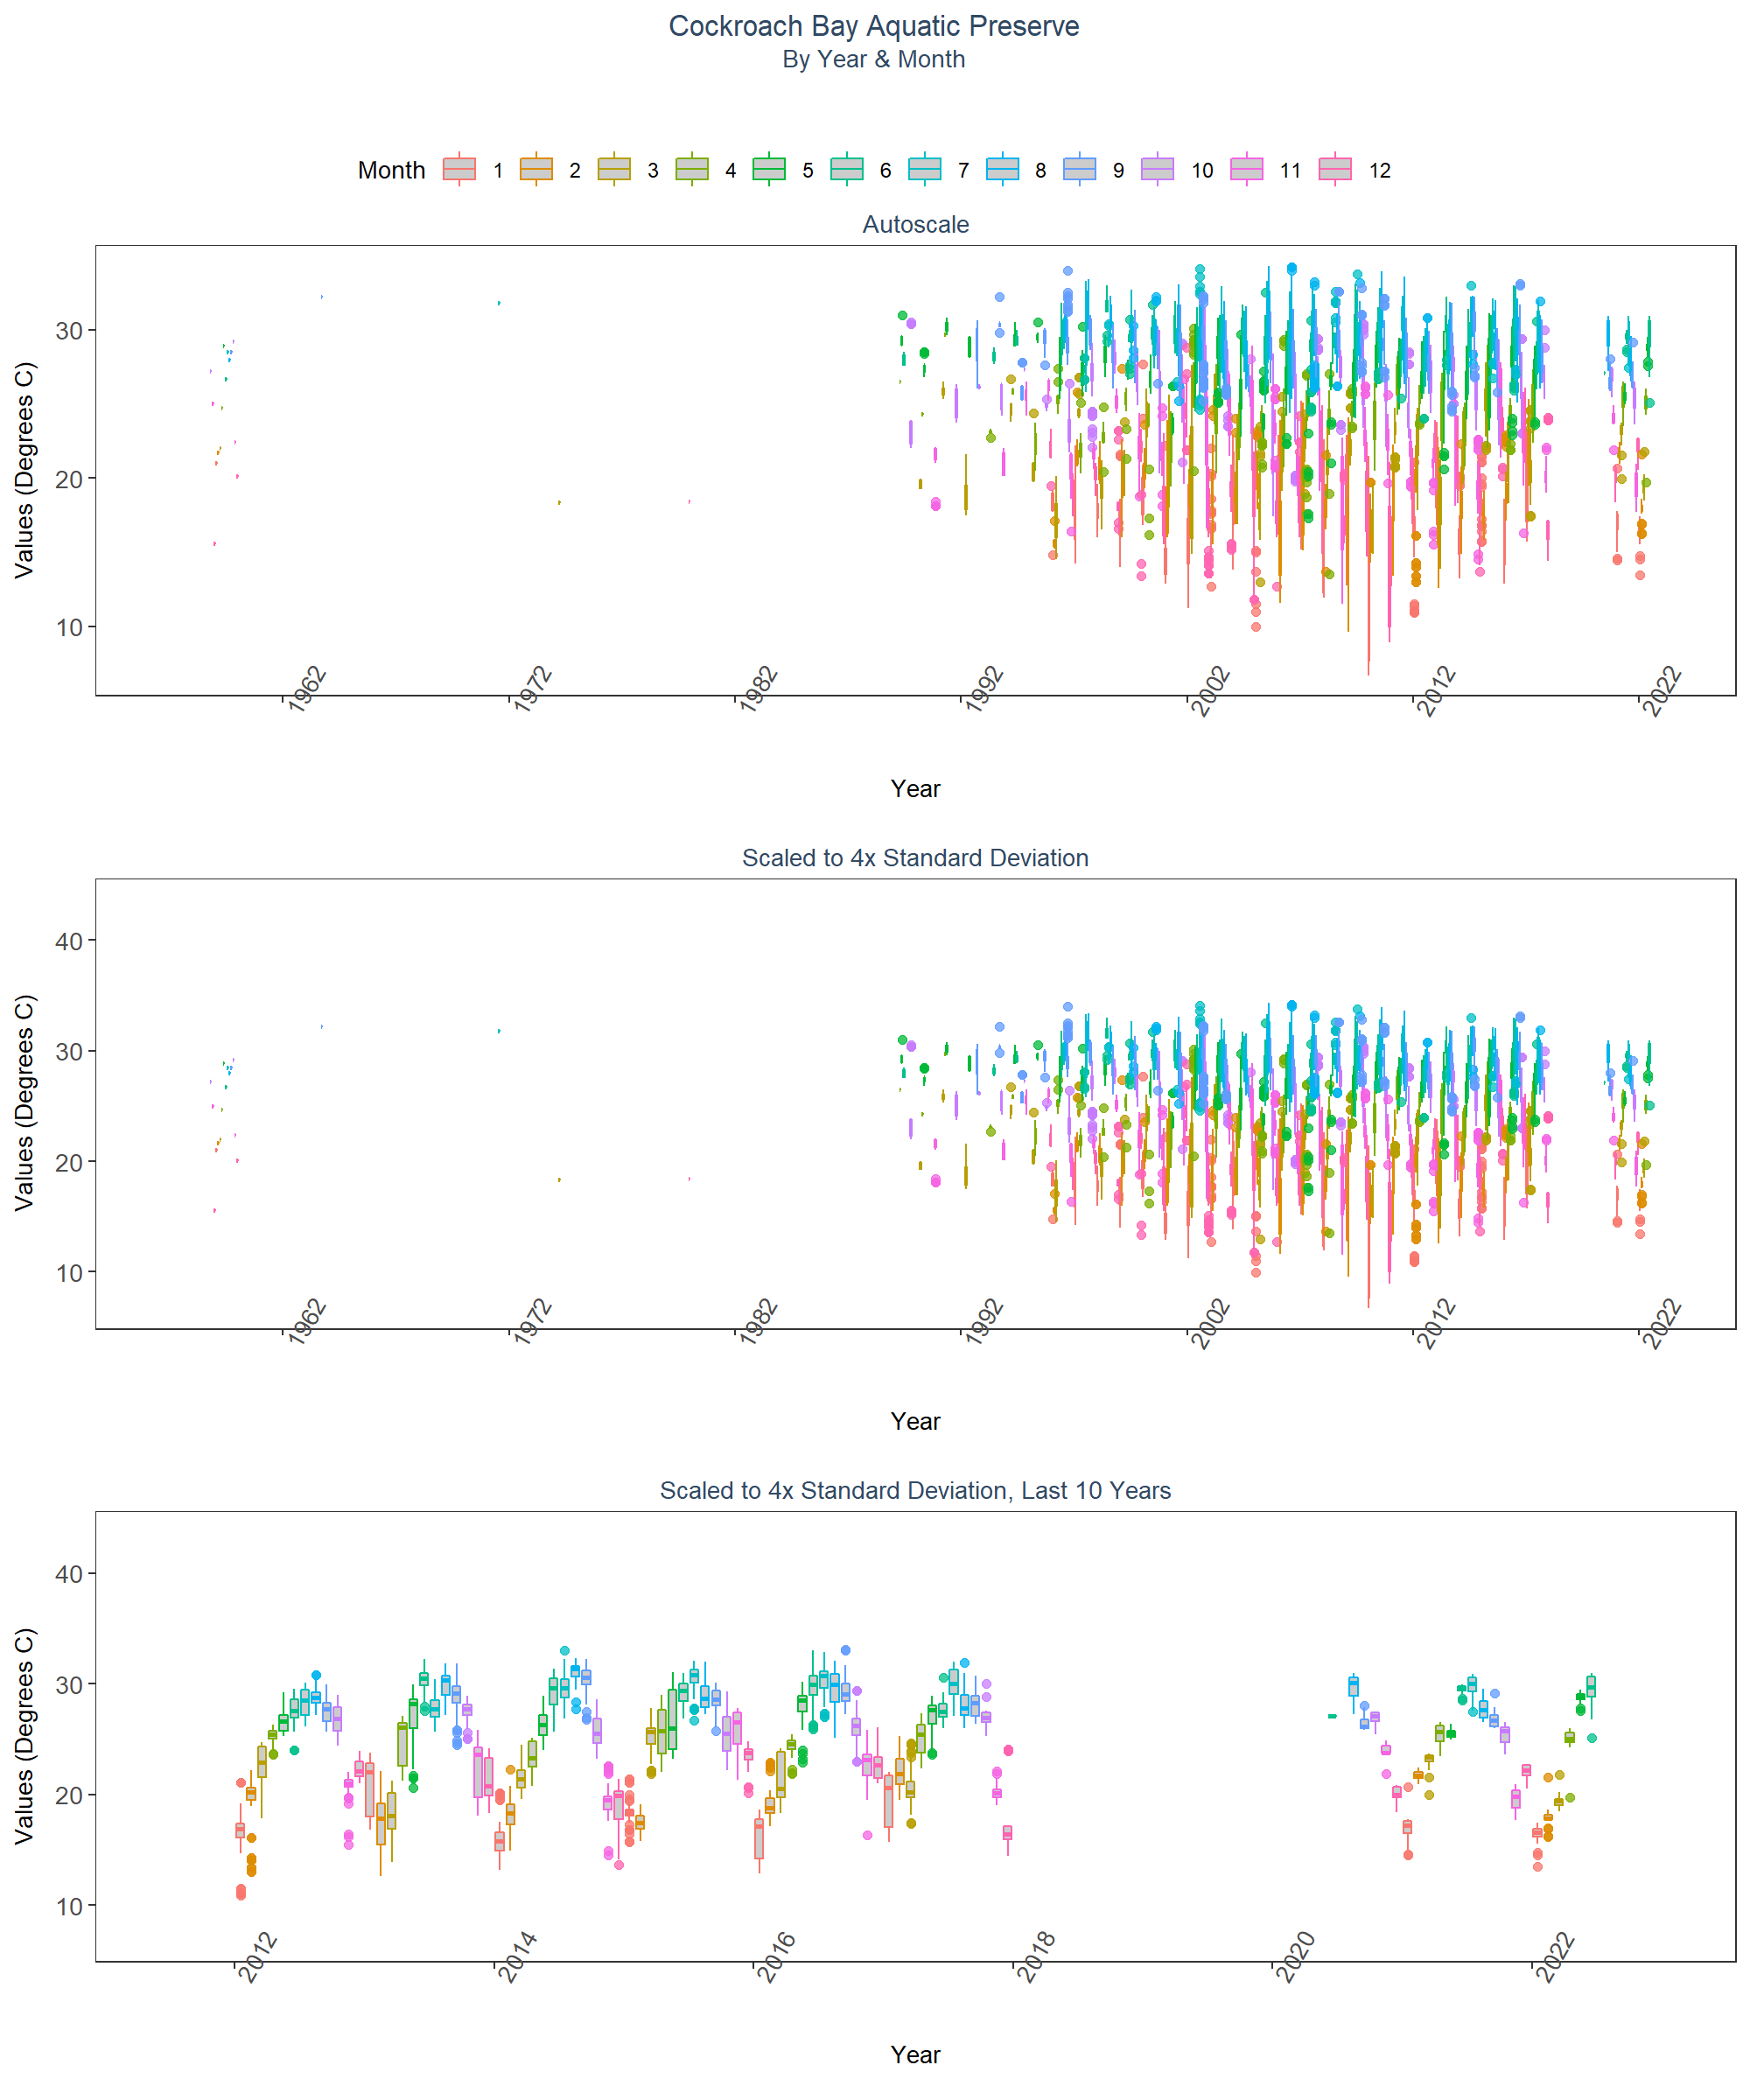 Cockroach Bay Aquatic Preserve
By Year & Month
Month 1 2 3 4 5 6 7 8 9 10 11 12
Autoscale
Values (Degrees C)
30
20
10
1962 1972 1982 1992 2002 2012 2022
Year
Scaled to 4x Standard Deviation
Values (Degrees C)
40
30
20
10
1962 1972 1982 1992 2002 2012 2022
Year
Scaled to 4x Standard Deviation, Last 10 Years
Values (Degrees C)
40
30
20
10
2012 2014 2016 2018 2020 2022
Year